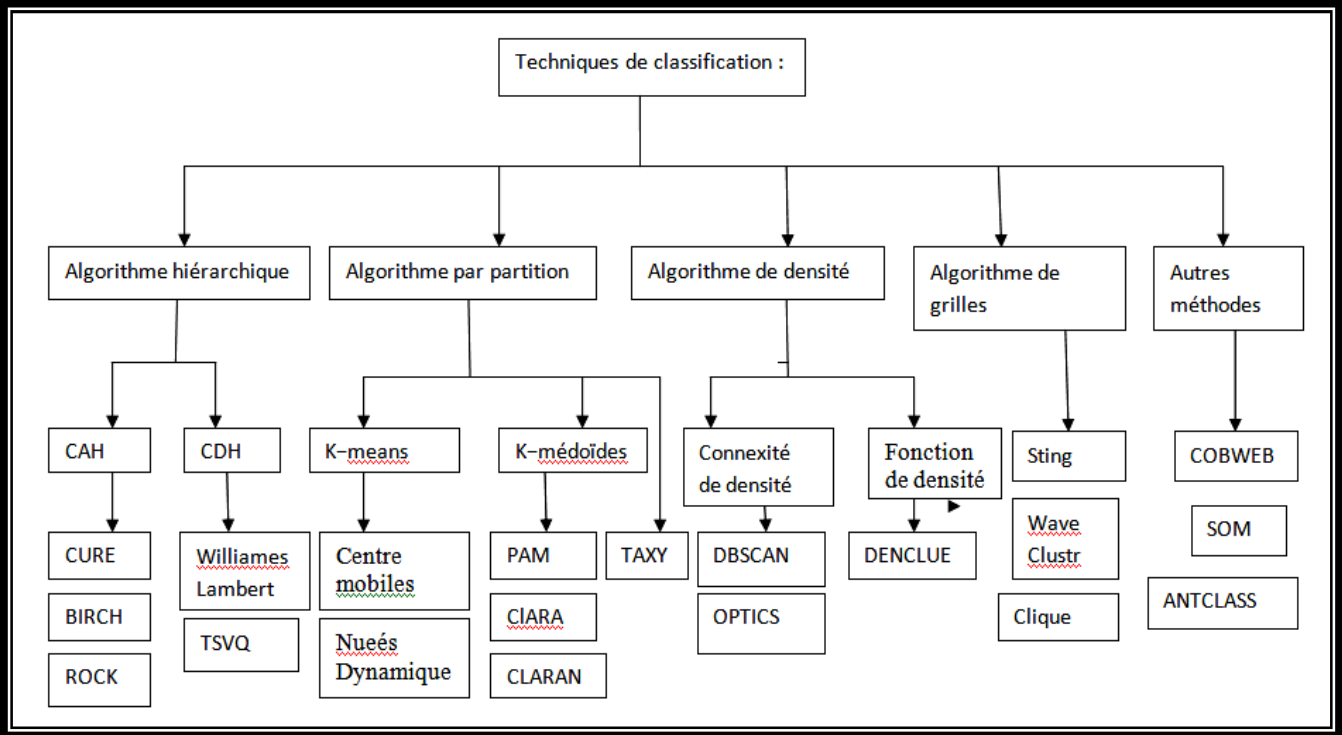 Techniques de classification :
Algorithme hiérarchique
Algorithme par partition
Algorithme de densité
Algorithme de
grilles
Autres
méthodes
CAH
CDH
K–means
K–médoïdes
Connexité
de densité
Fonction
de densité
Sting
COBWEB
CURE
Williames
Lambert
Centre
mobiles
PAM
TAXY
DBSCAN
DENCLUE
Wave
Clustr
SOM
BIRCH
TSVQ
Nueés
Dynamique
ClARA
OPTICS
Clique
ANTCLASS
ROCK
CLARAN